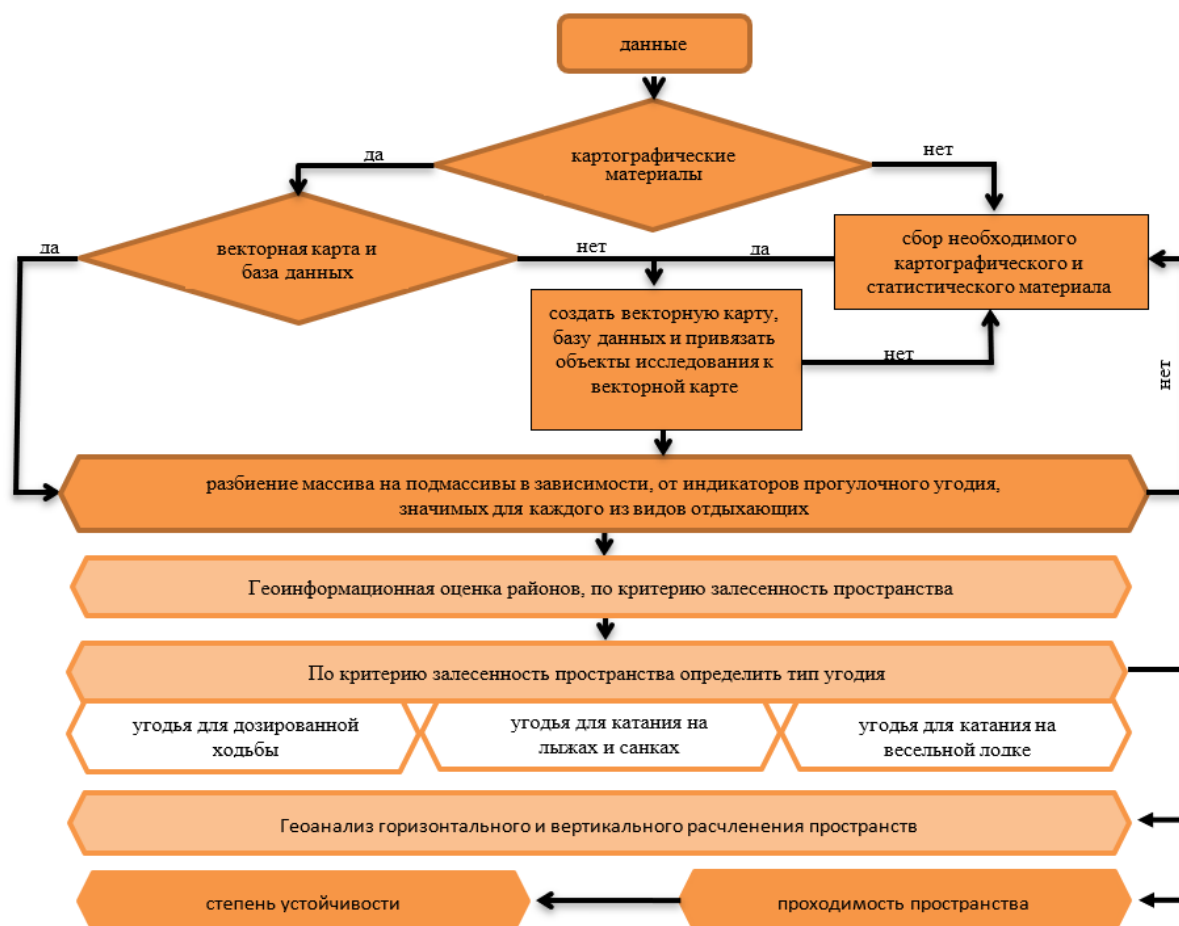 данные
картографические
материалы
да
нет
векторная карта и
база данных
да
нет
да
сбор необходимого
картографического и
статистического материала
создать векторную карту,
базу данных и привязать
объекты исследования к
векторной карте
нет
нет
разбиение массива на подмассивы в зависимости, от индикаторов прогулочного угодия,
значимых для каждого из видов отдыхающих
Геоинформационная оценка районов, по критерию залесенность пространства
По критерию залесенность пространства определить тип угодия
угодья для дозированной
ходьбы
угодья для катания на
лыжах и санках
угодья для катания на
весельной лодке
Геоанализ горизонтального и вертикального расчленения пространств
степень устойчивости
проходимость пространства